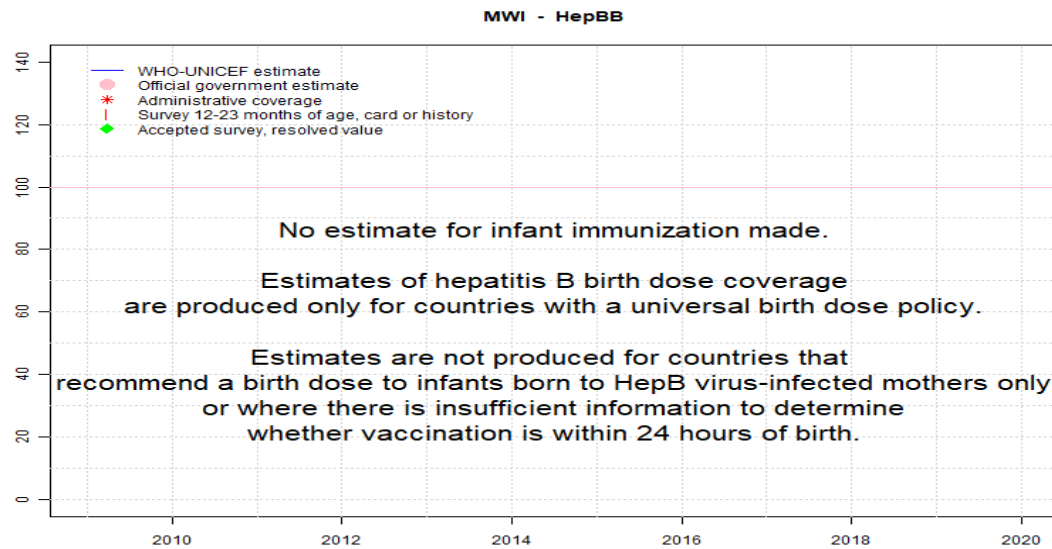 MWI - HepBB
140
120
100
80
60
40
20
0
WHO-UNICEF estimate
Official government estimate
Administrative coverage
Survey 12-23 months of age, card or history
Accepted survey, resolved value
No estimate for infant immunization made.
Estimates of hepatitis B birth dose coverage
are produced only for countries with a universal birth dose policy.
Estimates are not produced for countries that
recommend a birth dose to infants born to HepB virus-infected mothers only
or where there is insufficient information to determine
whether vaccination is within 24 hours of birth.
2010 2012 2014 2016 2018 2020